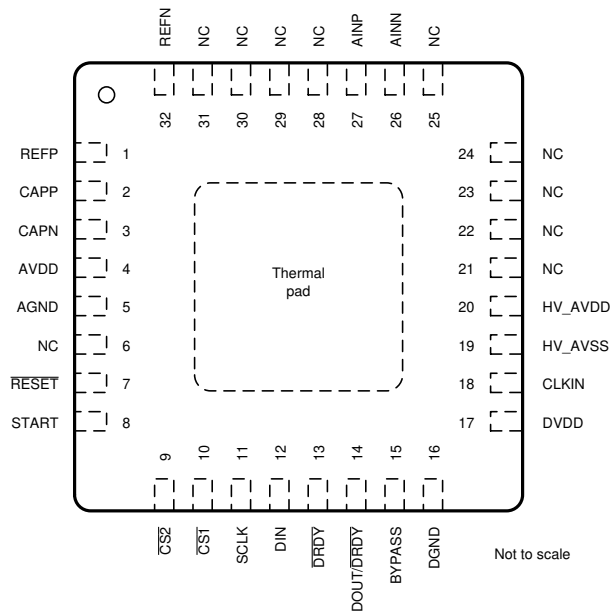 REFN NC NC NC NC AINP AINN NC
32 31 30 29 28 27 26 25
REFP 1
CAPP 2
CAPN 3
AVDD 4
AGND 5
NC 6
RESET 7
START 8
24 NC
23 NC
22 NC
21 NC
20 HV_AVDD
19 HV_AVSS
18 CLKIN
17 DVDD
Thermal
pad
9 10 11 12 13 14 15 16
CS2 CS1 SCLK DIN DRDY DOUT/DRDY BYPASS DGND
Not to scale